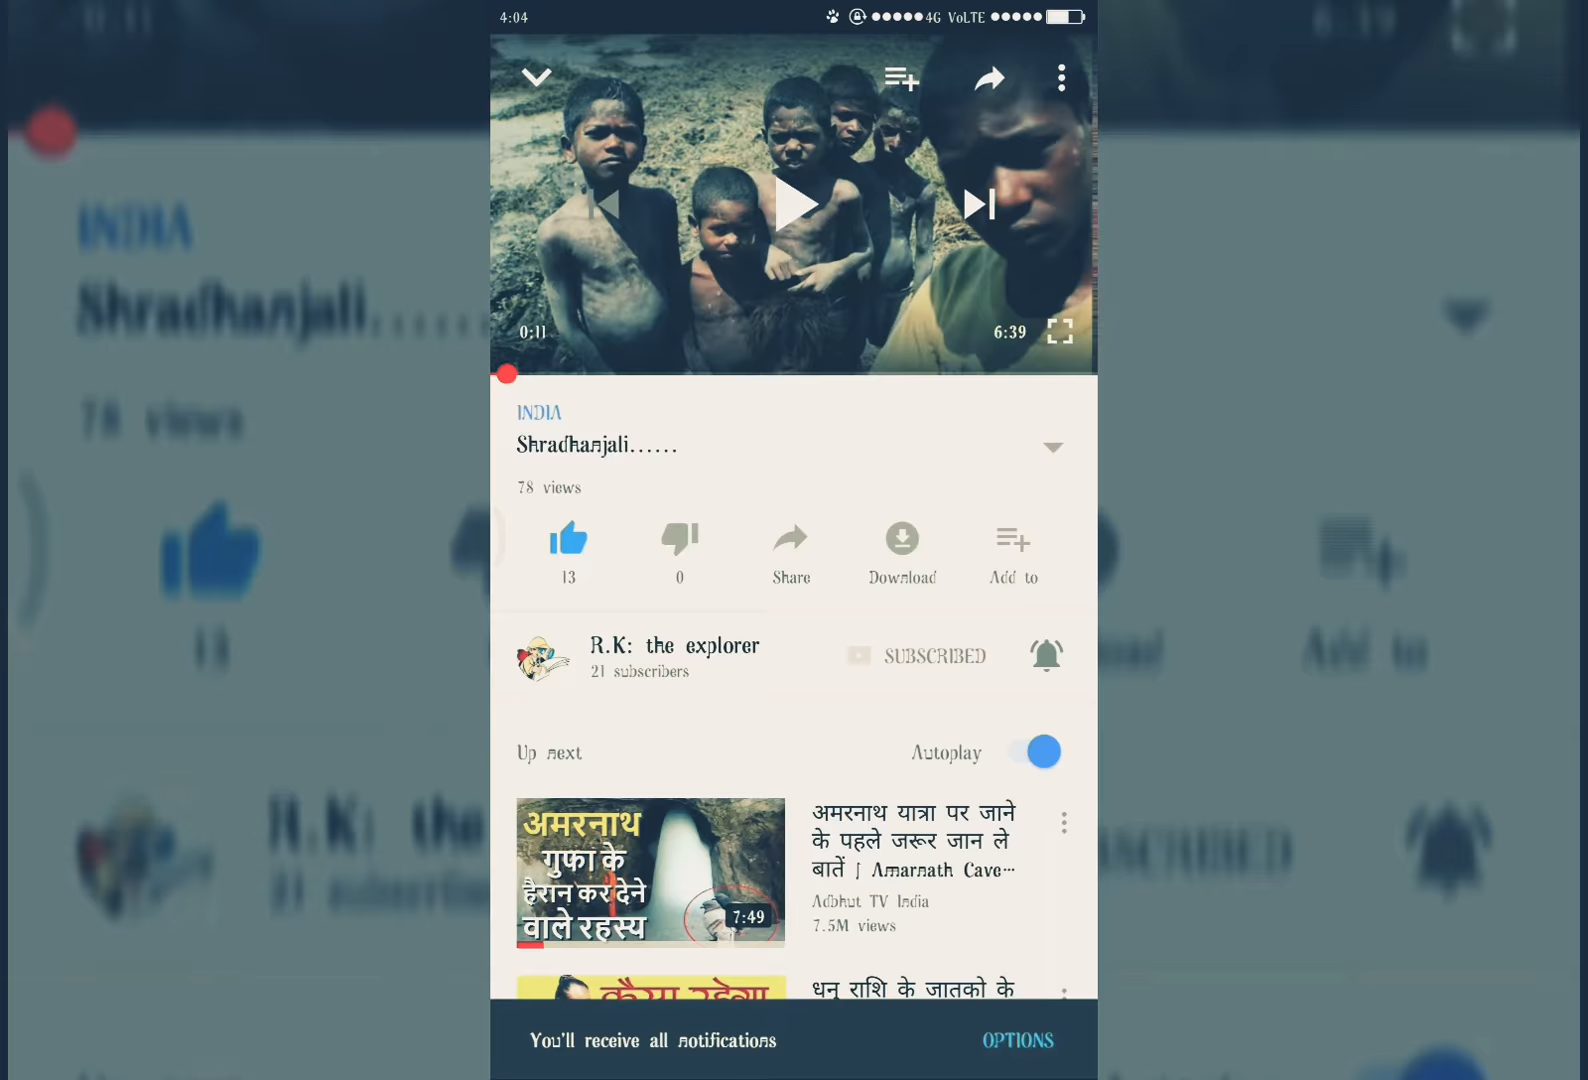 4:04 4G VoLTE
0:11 6:39
INDIA
Shradhanjali......
78 views
13 0 Share Download Add to
R.K: the explorer
21 subscribers
SUBSCRIBED
Up next Autoplay
अमरनाथ
गुफा के
हैरान कर देने
वाले रहस्य
7:49
अमरनाथ यात्रा पर जाने
के पहले जरूर जान ले
बातें | Amarnath Cave...
Adbhut TV India
7.5M views
कैसा रहेगा
धनु राशि के जातको के
You'll receive all notifications OPTIONS